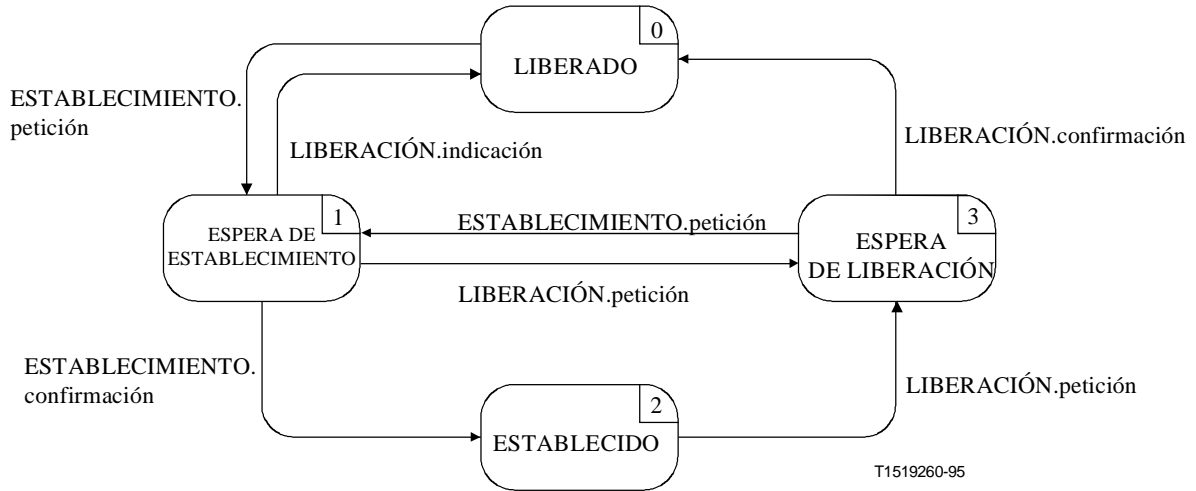 0
LIBERADO
ESTABLECIMIENTO.
petición
LIBERACIÓN.indicación
LIBERACIÓN.confirmación
1
ESPERA DE
ESTABLECIMIENTO
ESTABLECIMIENTO.petición
3
ESPERA
DE LIBERACIÓN
LIBERACIÓN.petición
ESTABLECIMIENTO.
confirmación
LIBERACIÓN.petición
2
ESTABLECIDO
T1519260-95